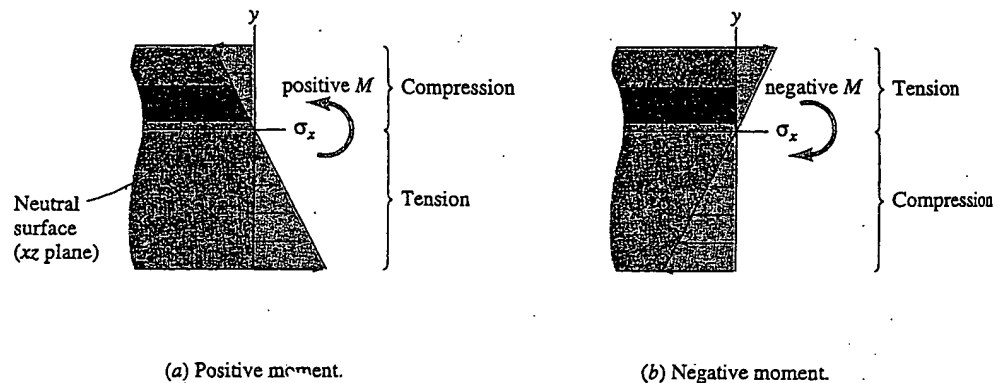 y
positive M
σx
Compression
Tension
Neutral
surface
(xz plane)
(a) Positive moment.
y
negative M
σx
Tension
Compression
(b) Negative moment.